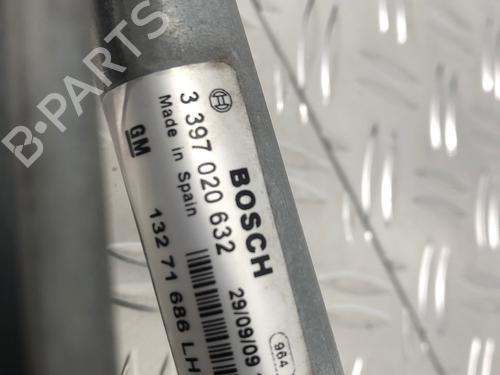 B-PARTS
BOSCH
3 397 020 632
Made in Spain
GM
132 71 686 LH
29/09/09
964